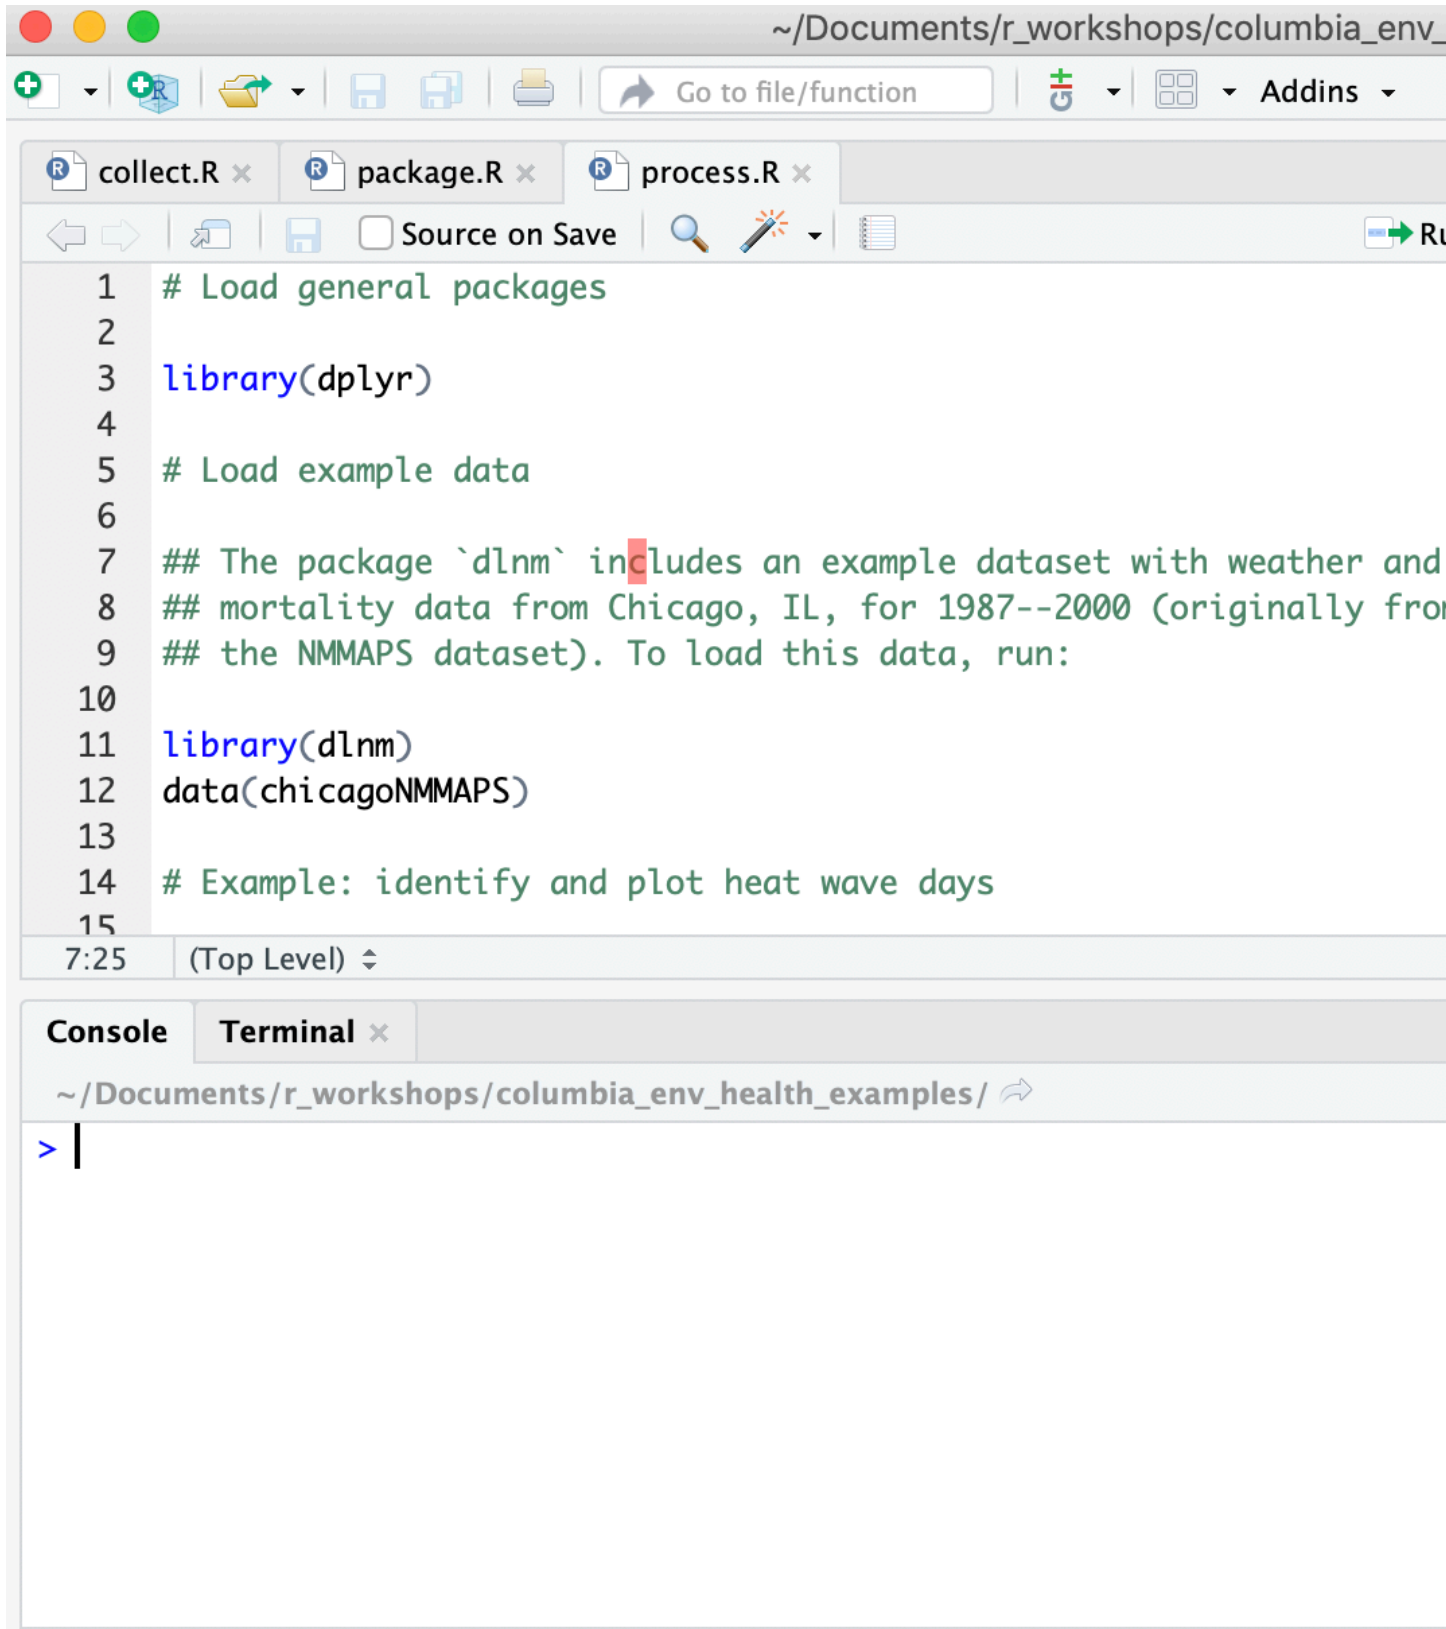 ~/Documents/r_workshops/columbia_env_
Go to file/function
Addins
collect.R
package.R
process.R
Source on Save
1 # Load general packages
2
3 library(dplyr)
4
5 # Load example data
6
7 ## The package `dlnm` includes an example dataset with weather and
8 ## mortality data from Chicago, IL, for 1987--2000 (originally
9 ## the NMMAPS dataset). To load this data, run:
10
11 library(dlnm)
12 data(chicagoNMMAPS)
13
14 # Example: identify and plot heat wave days
15
7:25 (Top Level)
Console Terminal
~/Documents/r_workshops/columbia_env_health_examples/
>